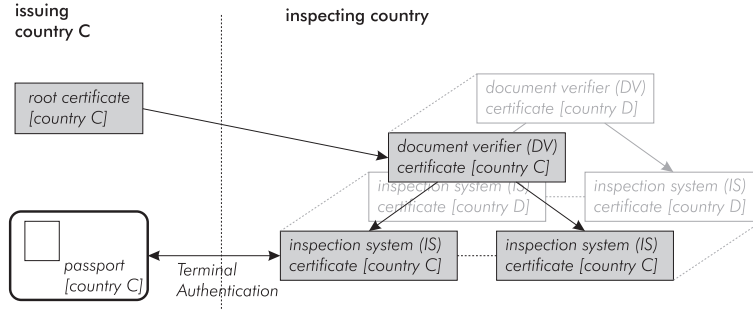 issuing
country C
inspecting country
root certificate
[country C]
document verifier (DV)
certificate [country D]
document verifier (DV)
certificate [country C]
inspection system (IS)
certificate [country D]
inspection system (IS)
certificate [country D]
inspection system (IS)
certificate [country C]
inspection system (IS)
certificate [country C]
passport
[country C]
Terminal
Authentication